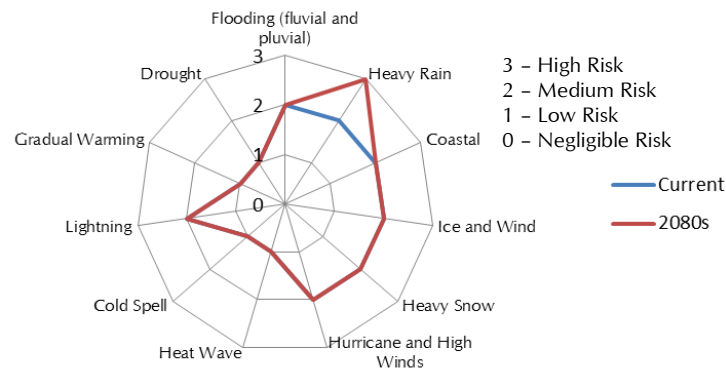 Flooding (fluvial and
pluvial)
3
2
1
0
Heavy Rain
Coastal
Ice and Wind
Heavy Snow
Hurricane and High
Winds
Heat Wave
Cold Spell
Lightning
Gradual Warming
Drought
3 – High Risk
2 – Medium Risk
1 – Low Risk
0 – Negligible Risk
Current
2080s